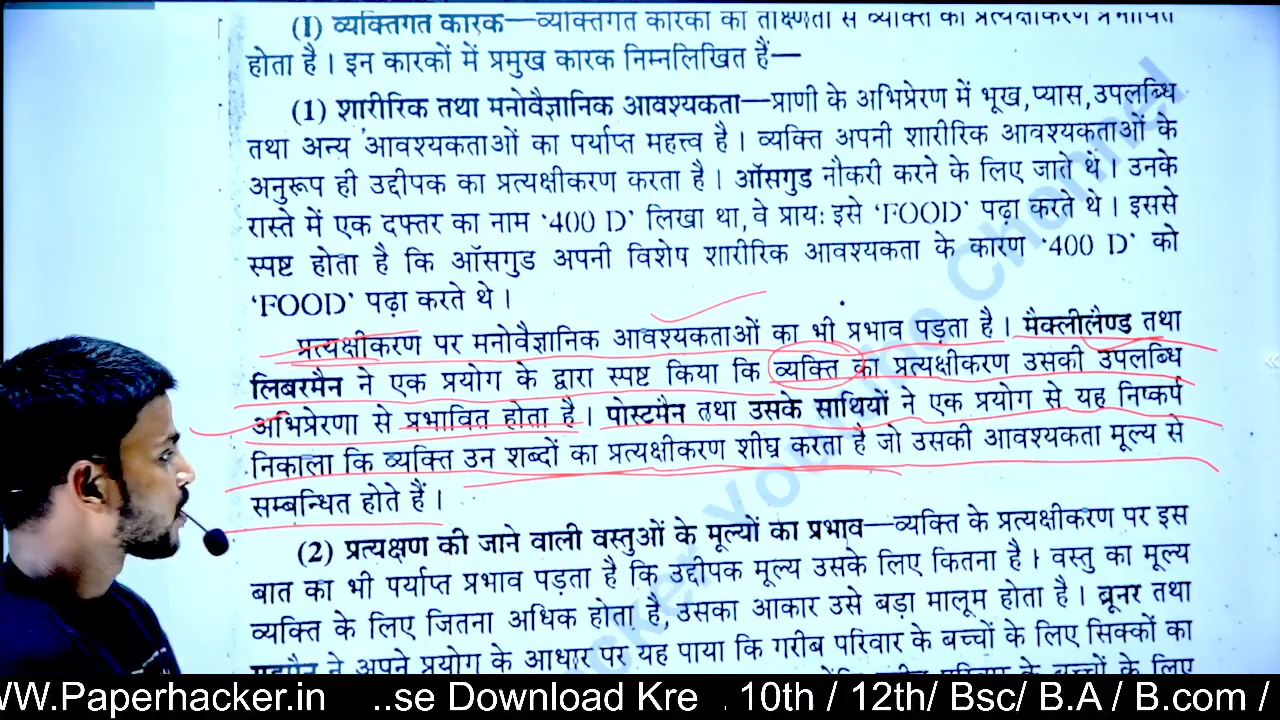 (I) व्यक्तिगत कारक—व्यक्तिगत कारकों का तीक्ष्णता से व्यक्ति का प्रत्यक्षीकरण प्रभावित
होता है । इन कारकों में प्रमुख कारक निम्नलिखित हैं—
(1) शारीरिक तथा मनोवैज्ञानिक आवश्यकता—प्राणी के अभिप्रेरण में भूख,प्यास,उपलब्धि
तथा अन्य आवश्यकताओं का पर्याप्त महत्त्व है । व्यक्ति अपनी शारीरिक आवश्यकताओं के
अनुरूप ही उद्दीपक का प्रत्यक्षीकरण करता है । ऑसगुड नौकरी करने के लिए जाते थे । उनके
रास्ते में एक दफ्तर का नाम ‘400 D’ लिखा था, वे प्रायः इसे ‘FOOD’ पढ़ा करते थे । इससे
स्पष्ट होता है कि ऑसगुड अपनी विशेष शारीरिक आवश्यकता के कारण ‘400 D’ को
‘FOOD’ पढ़ा करते थे ।
प्रत्यक्षीकरण पर मनोवैज्ञानिक आवश्यकताओं का भी प्रभाव पड़ता है । मैक्लीलैण्ड तथा
लिबरमैन ने एक प्रयोग के द्वारा स्पष्ट किया कि व्यक्ति का प्रत्यक्षीकरण उसकी उपलब्धि
अभिप्रेरणा से प्रभावित होता है । पोस्टमैन तथा उसके साथियों ने एक प्रयोग से यह निष्कर्ष
निकाला कि व्यक्ति उन शब्दों का प्रत्यक्षीकरण शीघ्र करता है जो उसकी आवश्यकता मूल्य से
सम्बन्धित होते हैं ।
(2) प्रत्यक्षण की जाने वाली वस्तुओं के मूल्यों का प्रभाव—व्यक्ति के प्रत्यक्षीकरण पर इस
बात का भी पर्याप्त प्रभाव पड़ता है कि उद्दीपक मूल्य उसके लिए कितना है । वस्तु का मूल्य
व्यक्ति के लिए जितना अधिक होता है, उसका आकार उसे बड़ा मालूम होता है । ब्रूनर तथा
ने अपने प्रयोग के आधार पर यह पाया कि गरीब परिवार के बच्चों के लिए सिक्कों का
परिवार के बच्चों के लिए
WW.Paperhacker.in ..se Download Kre . 10th / 12th/ Bsc/ B.A / B.com /